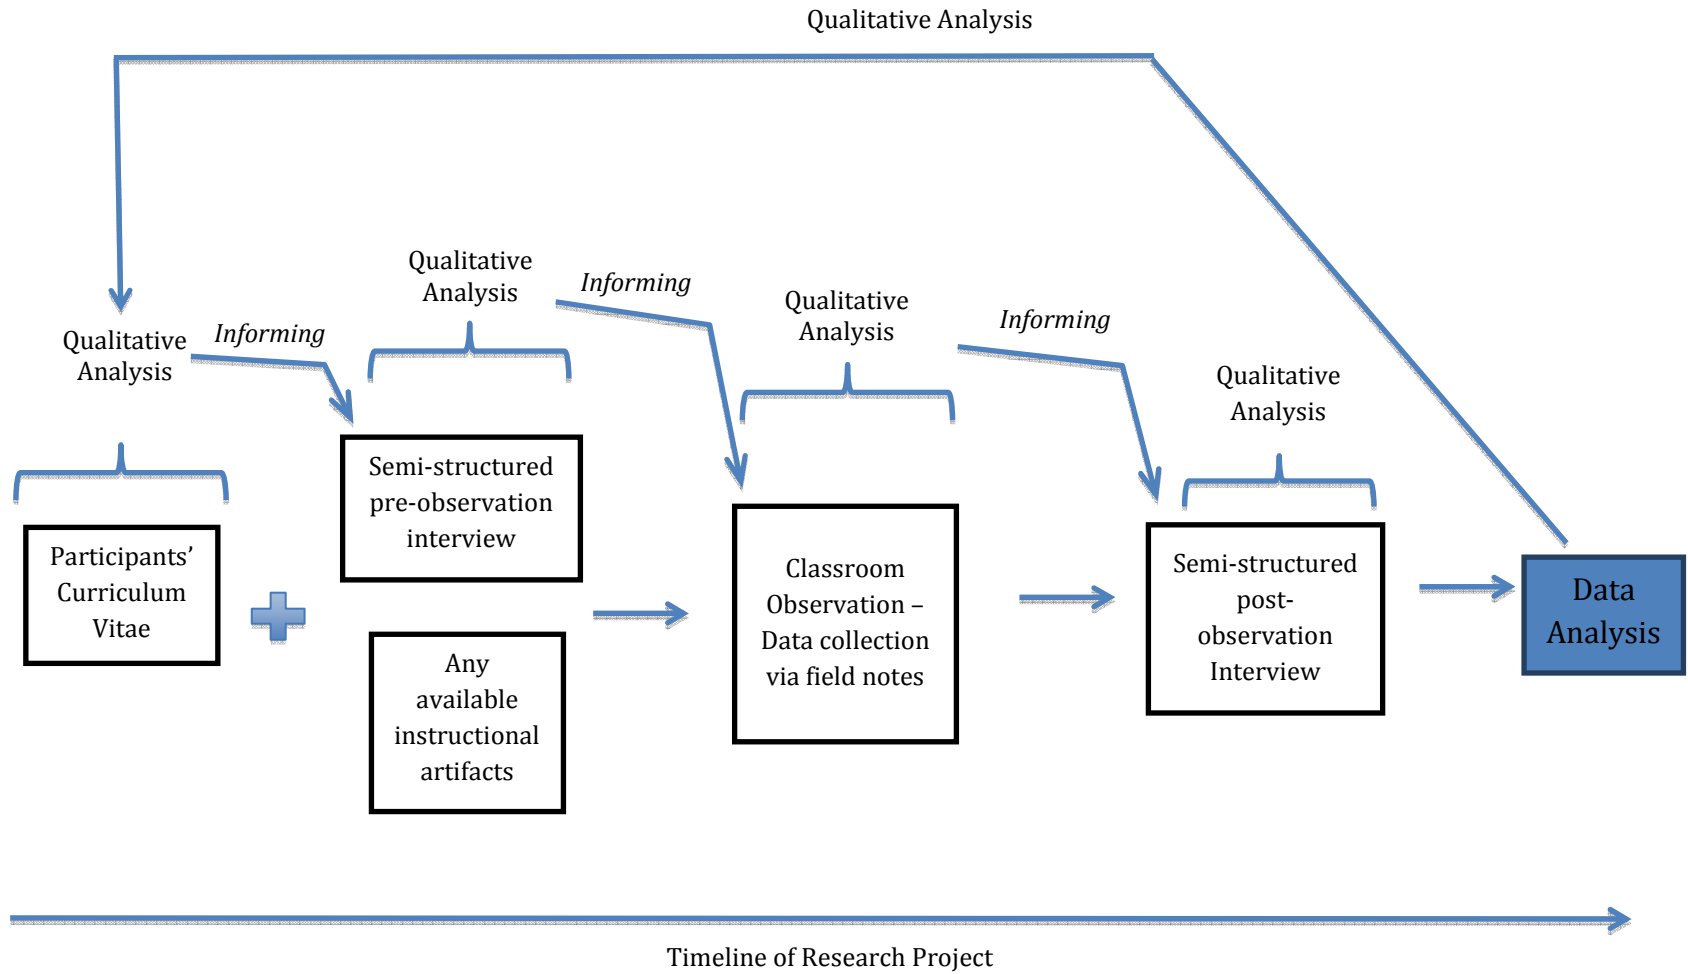 Qualitative Analysis
Qualitative
Analysis
Informing
Qualitative
Analysis
Informing
Qualitative
Analysis
Informing
Qualitative
Analysis
Participants’
Curriculum
Vitae
Semi-structured
pre-observation
interview
Any
available
instructional
artifacts
Classroom
Observation –
Data collection
via field notes
Semi-structured
post-
observation
Interview
Data
Analysis
Timeline of Research Project